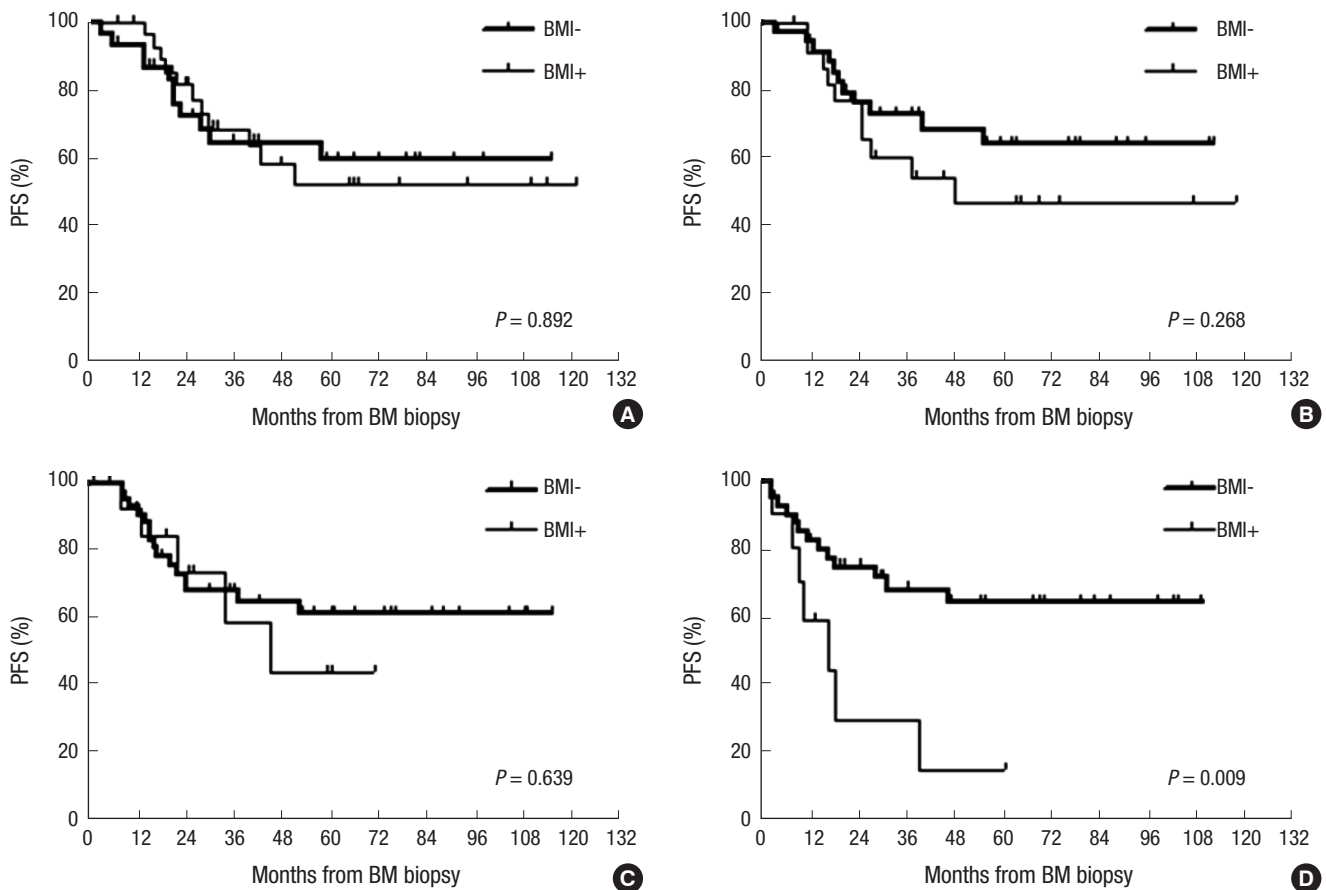 100
80
60
40
20
0
PFS (%)
BMI-
BMI+
P = 0.892
0 12 24 36 48 60 72 84 96 108 120 132
Months from BM biopsy
A
100
80
60
40
20
0
PFS (%)
BMI-
BMI+
P = 0.268
0 12 24 36 48 60 72 84 96 108 120 132
Months from BM biopsy
B
100
80
60
40
20
0
PFS (%)
BMI-
BMI+
P = 0.639
0 12 24 36 48 60 72 84 96 108 120 132
Months from BM biopsy
C
100
80
60
40
20
0
PFS (%)
BMI-
BMI+
P = 0.009
0 12 24 36 48 60 72 84 96 108 120 132
Months from BM biopsy
D